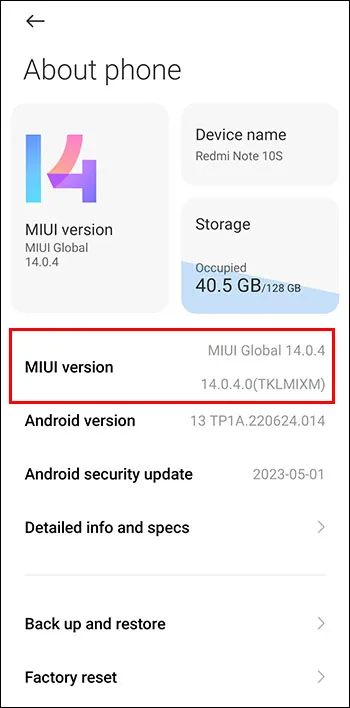 About phone
14
MIUI version
MIUI Global
14.0.4
Device name
Redmi Note 10S
Storage
Occupied
40.5 GB/128 GB
MIUI version
MIUI Global 14.0.4
14.0.4.0(TKLMIXM)
Android version
13 TP1A.220624.014
Android security update
2023-05-01
Detailed info and specs
Back up and restore
Factory reset